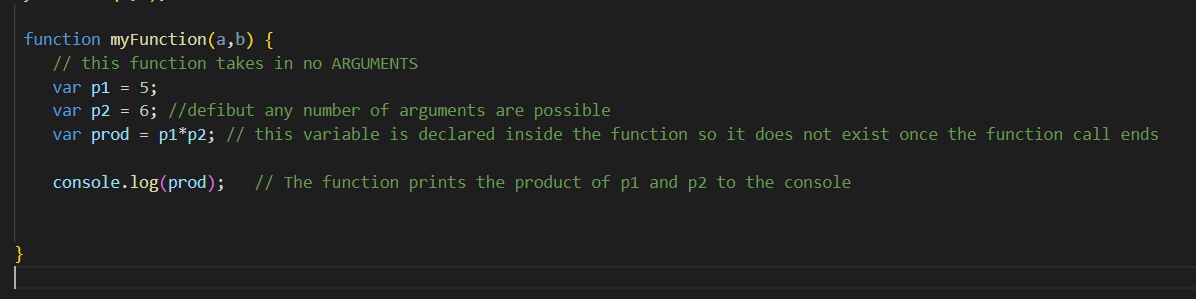 function myFunction(a,b) {
// this function takes in no ARGUMENTS
var p1 = 5;
var p2 = 6; //defibut any number of arguments are possible
var prod = p1*p2; // this variable is declared inside the function so it does not exist once the function call ends
console.log(prod); // The function prints the product of p1 and p2 to the console
}